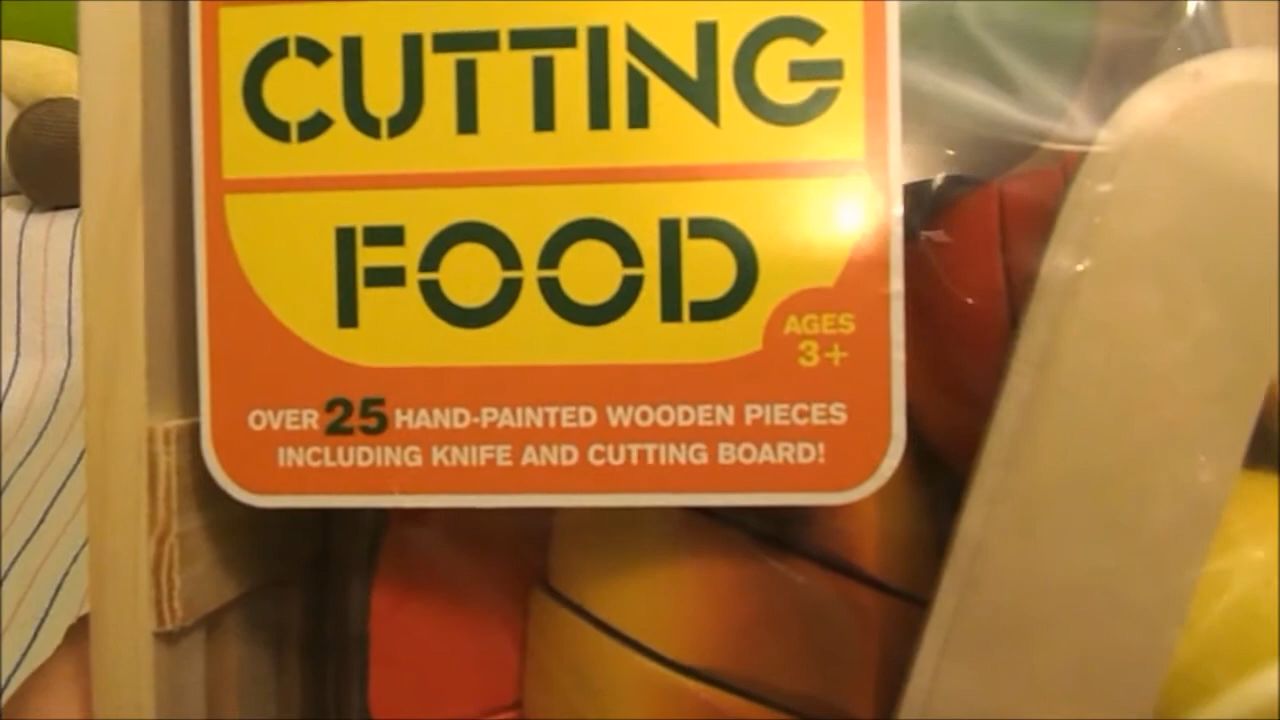 CUTTING
FOOD
AGES
3+
OVER 25 HAND-PAINTED WOODEN PIECES
INCLUDING KNIFE AND CUTTING BOARD!